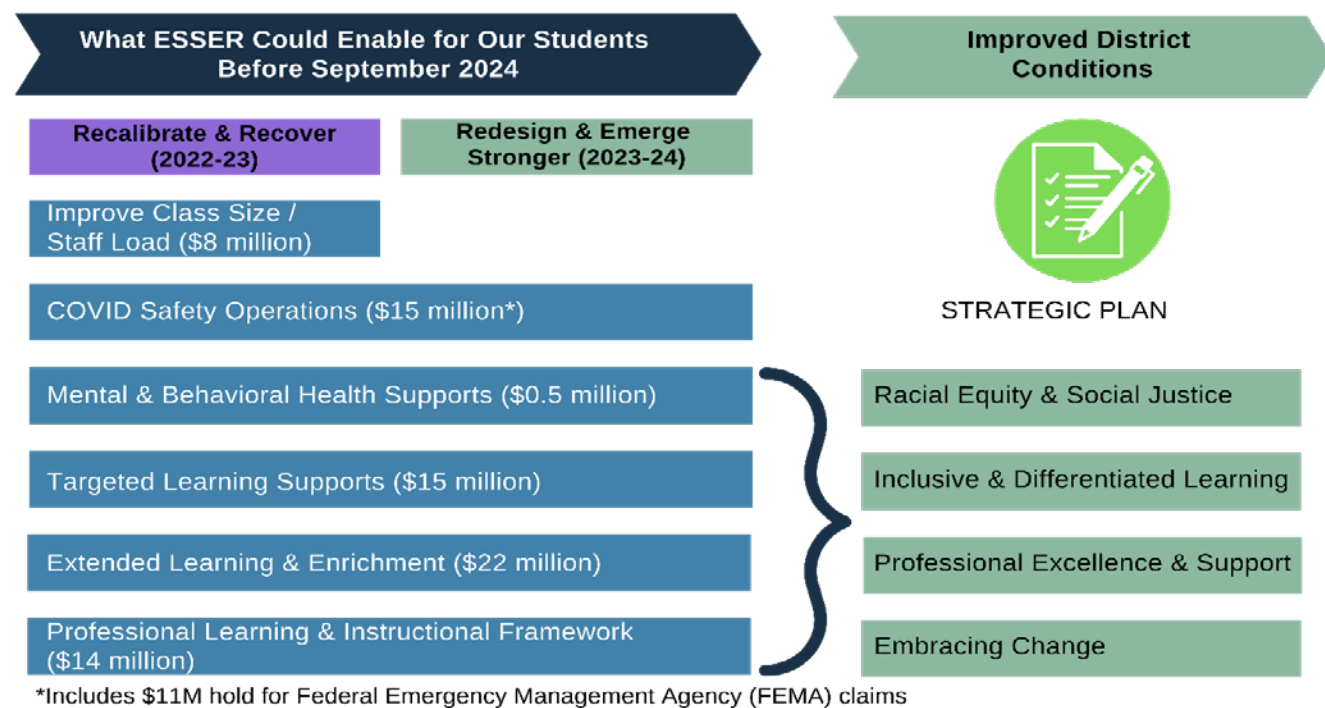 What ESSER Could Enable for Our Students
Before September 2024
Improved District
Conditions
Recalibrate & Recover
(2022-23)
Redesign & Emerge
Stronger (2023-24)
Improve Class Size /
Staff Load ($8 million)
COVID Safety Operations ($15 million*)
STRATEGIC PLAN
Mental & Behavioral Health Supports ($0.5 million)
Racial Equity & Social Justice
Targeted Learning Supports ($15 million)
Inclusive & Differentiated Learning
Extended Learning & Enrichment ($22 million)
Professional Excellence & Support
Professional Learning & Instructional Framework
($14 million)
Embracing Change
*Includes $11M hold for Federal Emergency Management Agency (FEMA) claims